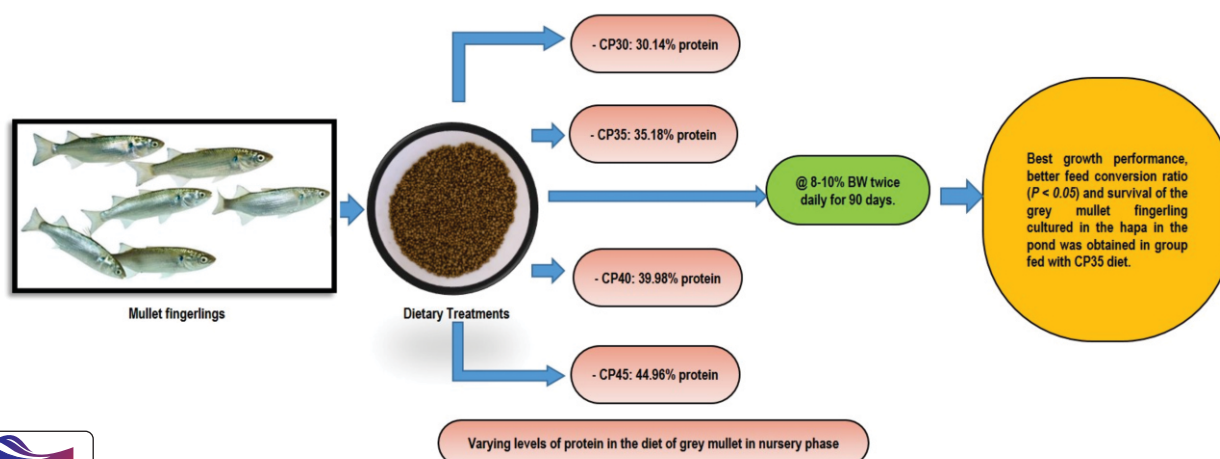 - CP30: 30.14% protein
- CP35: 35.18% protein
@ 8-10% BW twice
daily for 90 days.
Best growth performance,
better feed conversion ratio
(P < 0.05) and survival of the
grey mullet fingerling
cultured in the hapa in the
pond was obtained in group
fed with CP35 diet.
- CP40: 39.98% protein
Mullet fingerlings
Dietary Treatments
- CP45: 44.96% protein
Varying levels of protein in the diet of grey mullet in nursery phase